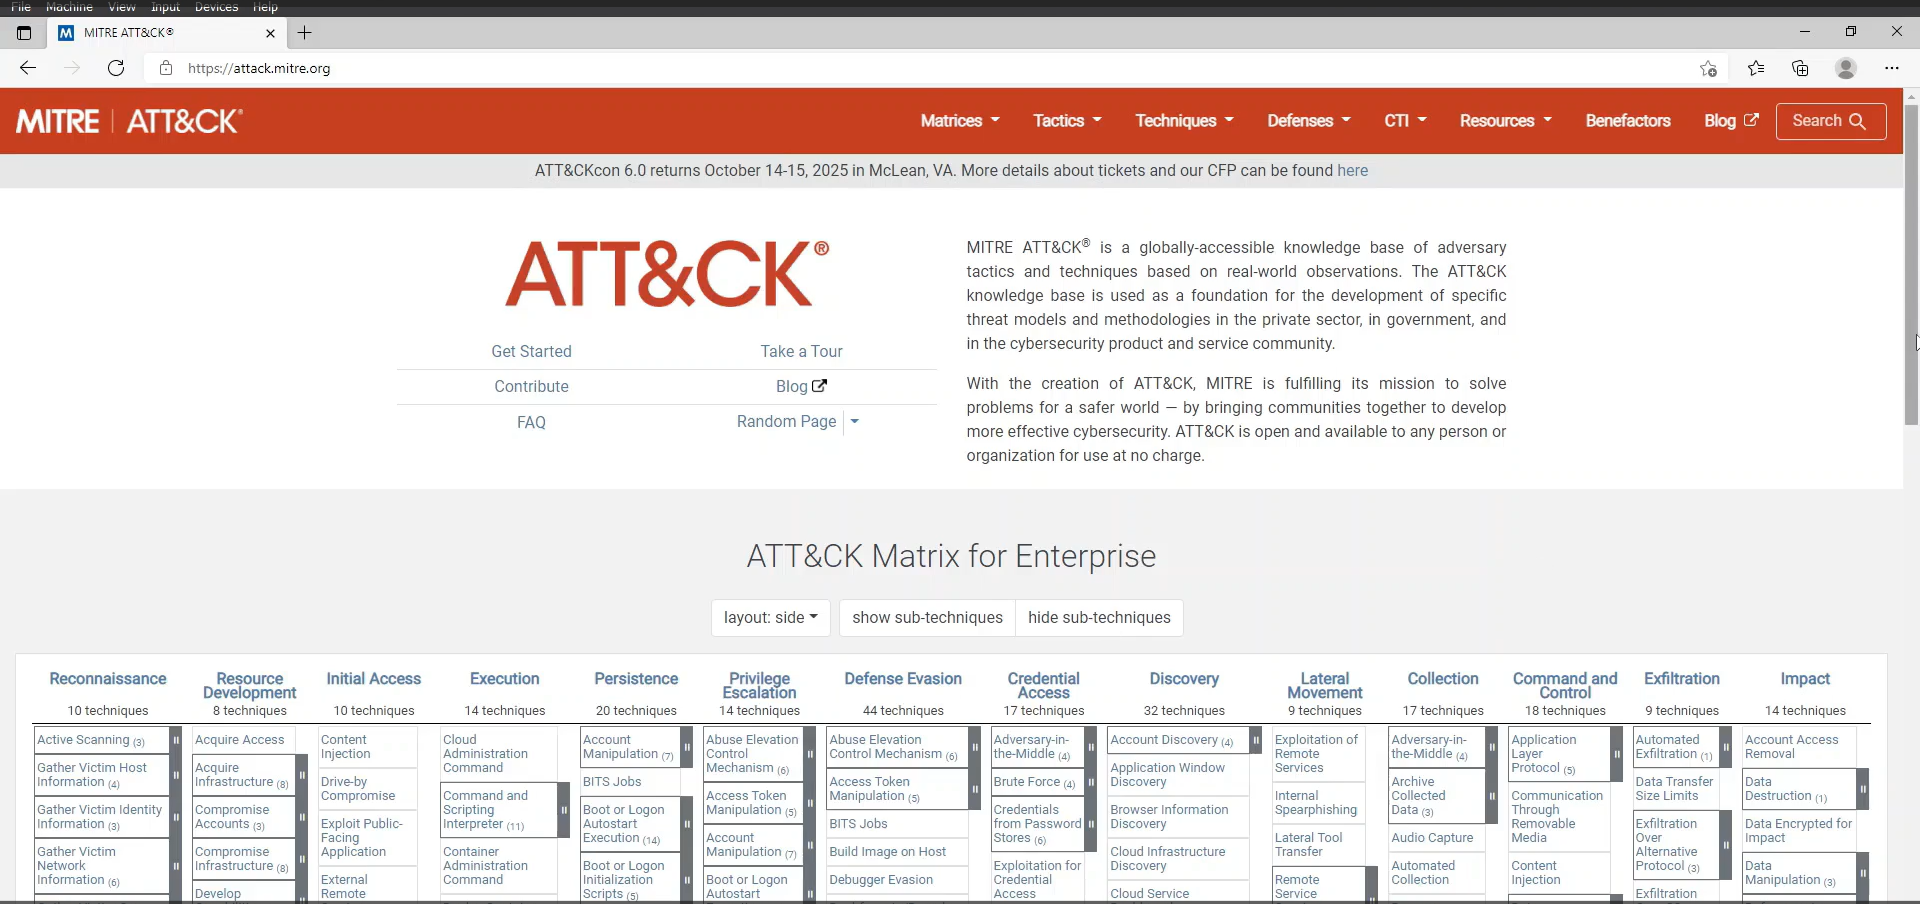 File Machine View Input Devices Help
MITRE ATT&CK®
https://attack.mitre.org
MITRE | ATT&CK®
Matrices Tactics Techniques Defenses CTI Resources Benefactors Blog Search
ATT&CKcon 6.0 returns October 14-15, 2025 in McLean, VA. More details about tickets and our CFP can be found here
ATT&CK®
Get Started Take a Tour
Contribute Blog
FAQ Random Page
MITRE ATT&CK® is a globally-accessible knowledge base of adversary
tactics and techniques based on real-world observations. The ATT&CK
knowledge base is used as a foundation for the development of specific
threat models and methodologies in the private sector, in government, and
in the cybersecurity product and service community.
With the creation of ATT&CK, MITRE is fulfilling its mission to solve
problems for a safer world — by bringing communities together to develop
more effective cybersecurity. ATT&CK is open and available to any person or
organization for use at no charge.
ATT&CK Matrix for Enterprise
layout: side show sub-techniques hide sub-techniques
Reconnaissance
10 techniques
Active Scanning (3)
Gather Victim Host
Information (4)
Gather Victim Identity
Information (3)
Gather Victim
Network
Information (6)
Resource
Development
8 techniques
Acquire Access
Acquire
Infrastructure (8)
Compromise
Accounts (3)
Compromise
Infrastructure (8)
Develop
Initial Access
10 techniques
Content
Injection
Drive-by
Compromise
Exploit Public-
Facing
Application
External
Remote
Execution
14 techniques
Cloud
Administration
Command
Command and
Scripting
Interpreter (11)
Container
Administration
Command
Persistence
20 techniques
Account
Manipulation (7)
BITS Jobs
Boot or Logon
Autostart
Execution (14)
Boot or Logon
Initialization
Scripts (5)
Privilege
Escalation
14 techniques
Abuse Elevation
Control
Mechanism (6)
Access Token
Manipulation (5)
Account
Manipulation (7)
Boot or Logon
Autostart
Defense Evasion
44 techniques
Abuse Elevation
Control Mechanism (6)
Access Token
Manipulation (5)
BITS Jobs
Build Image on Host
Debugger Evasion
Credential
Access
17 techniques
Adversary-in-
the-Middle (4)
Brute Force (4)
Credentials
from Password
Stores (6)
Exploitation for
Credential
Access
Discovery
32 techniques
Account Discovery (4)
Application Window
Discovery
Browser Information
Discovery
Cloud Infrastructure
Discovery
Cloud Service
Lateral
Movement
9 techniques
Exploitation of
Remote
Services
Internal
Spearphishing
Lateral Tool
Transfer
Remote
Service
Collection
17 techniques
Adversary-in-
the-Middle (4)
Archive
Collected
Data (3)
Audio Capture
Automated
Collection
Command and
Control
18 techniques
Application
Layer
Protocol (5)
Communication
Through
Removable
Media
Content
Injection
Exfiltration
9 techniques
Automated
Exfiltration (1)
Data Transfer
Size Limits
Exfiltration
Over
Alternative
Protocol (3)
Exfiltration
Impact
14 techniques
Account Access
Removal
Data
Destruction (1)
Data Encrypted for
Impact
Data
Manipulation (3)